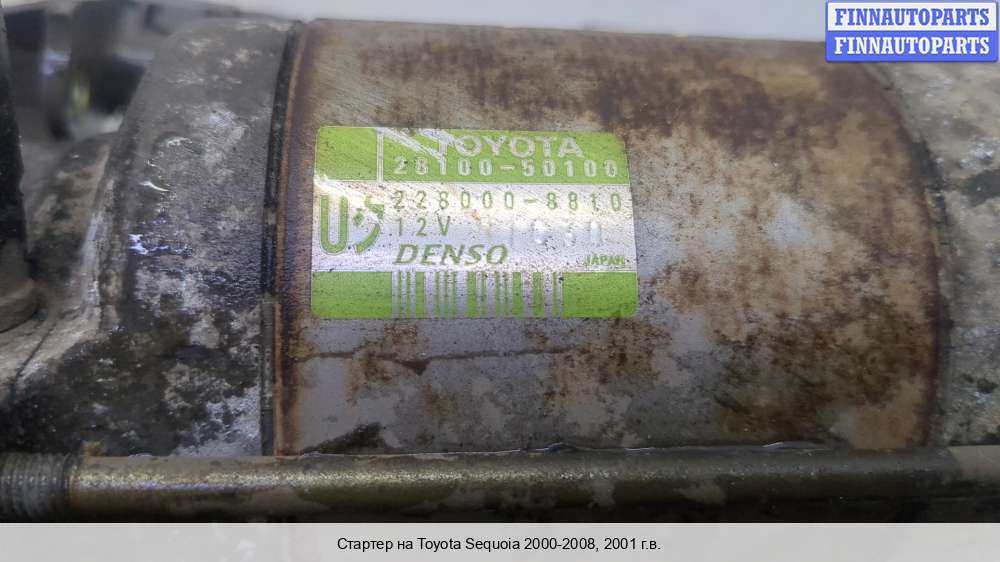 FINNAUTOPARTS
FINNAUTOPARTS
TOYOTA
28100-50100
228000-8810
12V
DENSO
JAPAN
Стартер на Toyota Sequoia 2000-2008, 2001 г.в.